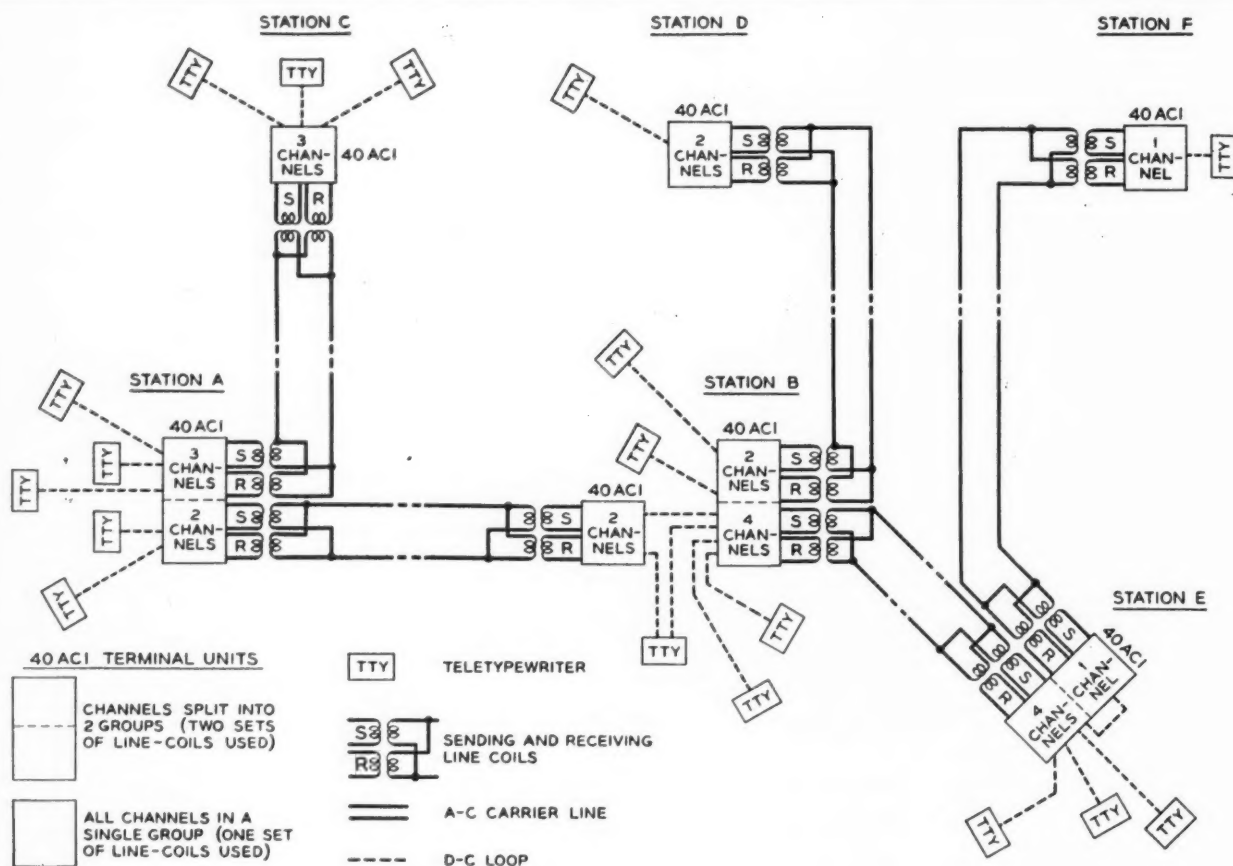 STATION C
STATION D
STATION F
TTY
TTY
TTY
TTY
40 ACI
3
CHAN-
NELS
S
R
40 ACI
2
CHAN-
NELS
S
R
40 ACI
1
CHAN-
NEL
S
R
TTY
STATION A
TTY
40 ACI
3
CHAN-
NELS
S
R
TTY
TTY
2
CHAN-
NELS
S
R
TTY
TTY
40 ACI
S
R
2
CHAN-
NELS
STATION B
TTY
40 ACI
2
CHAN-
NELS
S
R
TTY
4
CHAN-
NELS
S
R
TTY
TTY
TTY
STATION E
40 ACI
S
R
1
CHAN-
NEL
S
R
4
CHAN-
NELS
TTY
TTY
TTY
40 ACI TERMINAL UNITS
CHANNELS SPLIT INTO
2 GROUPS (TWO SETS
OF LINE-COILS USED)
ALL CHANNELS IN A
SINGLE GROUP (ONE SET
OF LINE-COILS USED)
TTY
TELETYPEWRITER
S
R
SENDING AND RECEIVING
LINE COILS
A-C CARRIER LINE
D-C LOOP